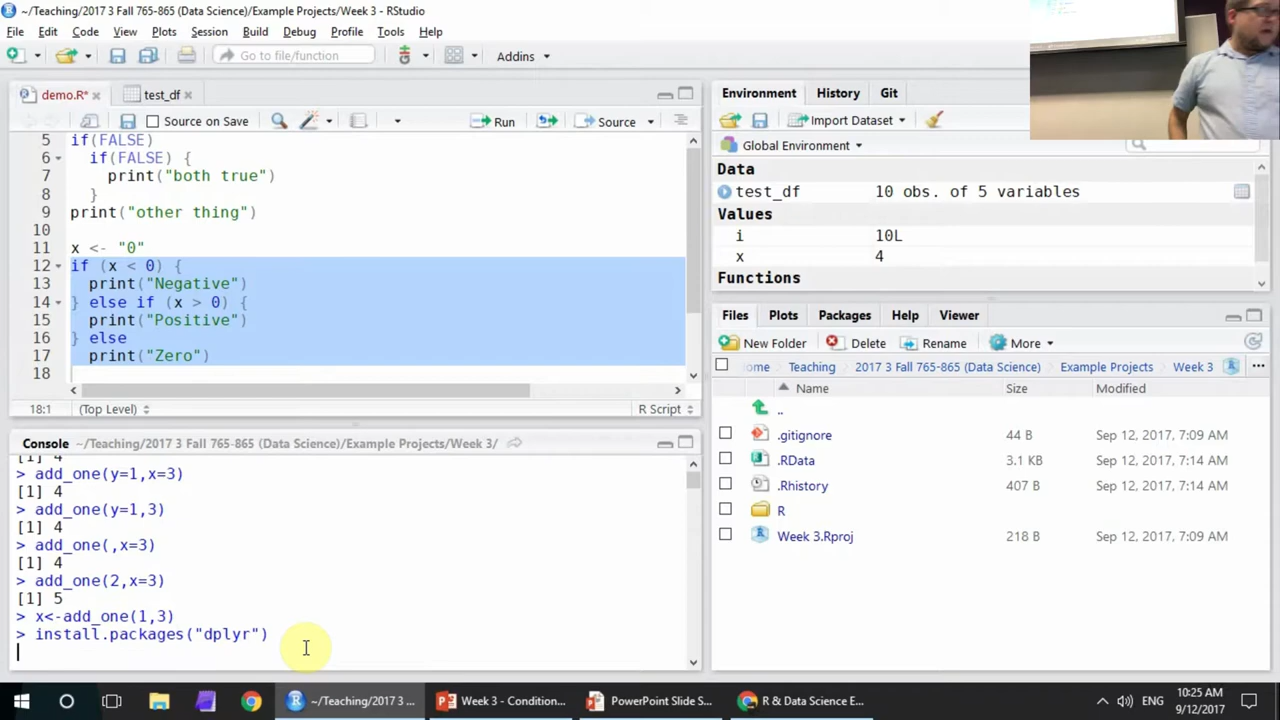 ~/Teaching/2017 3 Fall 765-865 (Data Science)/Example Projects/Week 3 - RStudio
File Edit Code View Plots Session Build Debug Profile Tools Help
Go to file/function Addins
demo.R* test_df
Source on Save Run Source
5 if(FALSE)
6 if(FALSE) {
7 print("both true")
8 }
9 print("other thing")
10
11 x <- "0"
12 if (x < 0) {
13 print("Negative")
14 } else if (x > 0) {
15 print("Positive")
16 } else
17 print("Zero")
18
18:1 (Top Level) R Script
Console ~/Teaching/2017 3 Fall 765-865 (Data Science)/Example Projects/Week 3/
[1] 4
> add_one(y=1,x=3)
[1] 4
> add_one(y=1,3)
[1] 4
> add_one(,x=3)
[1] 4
> add_one(2,x=3)
[1] 5
> x<-add_one(1,3)
> install.packages("dplyr")
Environment History Git
Import Dataset
Global Environment
Data
test_df 10 obs. of 5 variables
Values
i 10L
x 4
Functions
Files Plots Packages Help Viewer
New Folder Delete Rename More
ome Teaching 2017 3 Fall 765-865 (Data Science) Example Projects Week 3 ...
Name Size Modified
..
.gitignore 44 B Sep 12, 2017, 7:09 AM
.RData 3.1 KB Sep 12, 2017, 7:14 AM
.Rhistory 407 B Sep 12, 2017, 7:14 AM
R
Week 3.Rproj 218 B Sep 12, 2017, 7:09 AM
~/Teaching/2017 3 ... Week 3 - Condition... PowerPoint Slide S... R & Data Science E... ENG 10:25 AM
9/12/2017